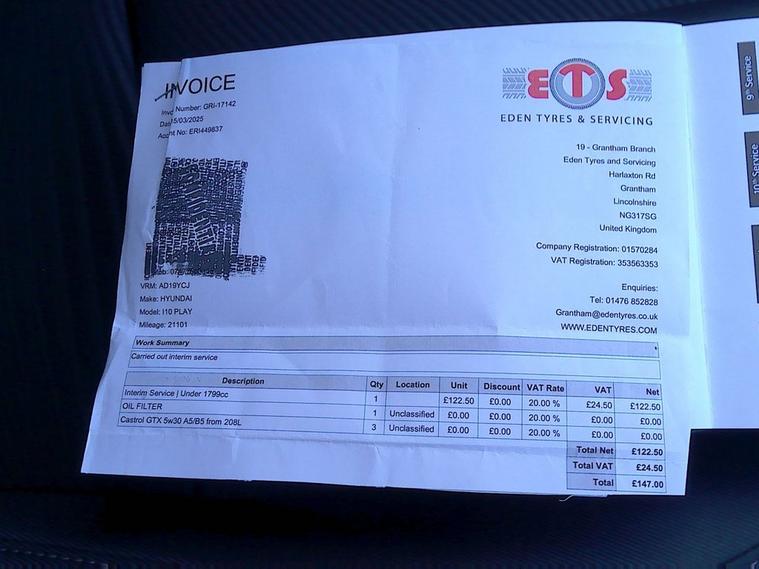 INVOICE
Invo Number: GRI-17142
Dat 15/03/2025
Acc nt No: ERI449837
VRM: AD19YCJ
Make: HYUNDAI
Model: I10 PLAY
Mileage: 21101
ETS
EDEN TYRES & SERVICING
19 - Grantham Branch
Eden Tyres and Servicing
Harlaxton Rd
Grantham
Lincolnshire
NG317SG
United Kingdom
Company Registration: 01570284
VAT Registration: 353563353
Enquiries:
Tel: 01476 852828
Grantham@edentyres.co.uk
WWW.EDENTYRES.COM
Work Summary
Carried out interim service
Description Qty Location Unit Discount VAT Rate VAT Net
Interim Service | Under 1799cc 1 £122.50 £0.00 20.00 % £24.50 £122.50
OIL FILTER 1 Unclassified £0.00 £0.00 20.00 % £0.00 £0.00
Castrol GTX 5w30 A5/B5 from 208L 3 Unclassified £0.00 £0.00 20.00 % £0.00 £0.00
Total Net £122.50
Total VAT £24.50
Total £147.00
9th Service
10th Service